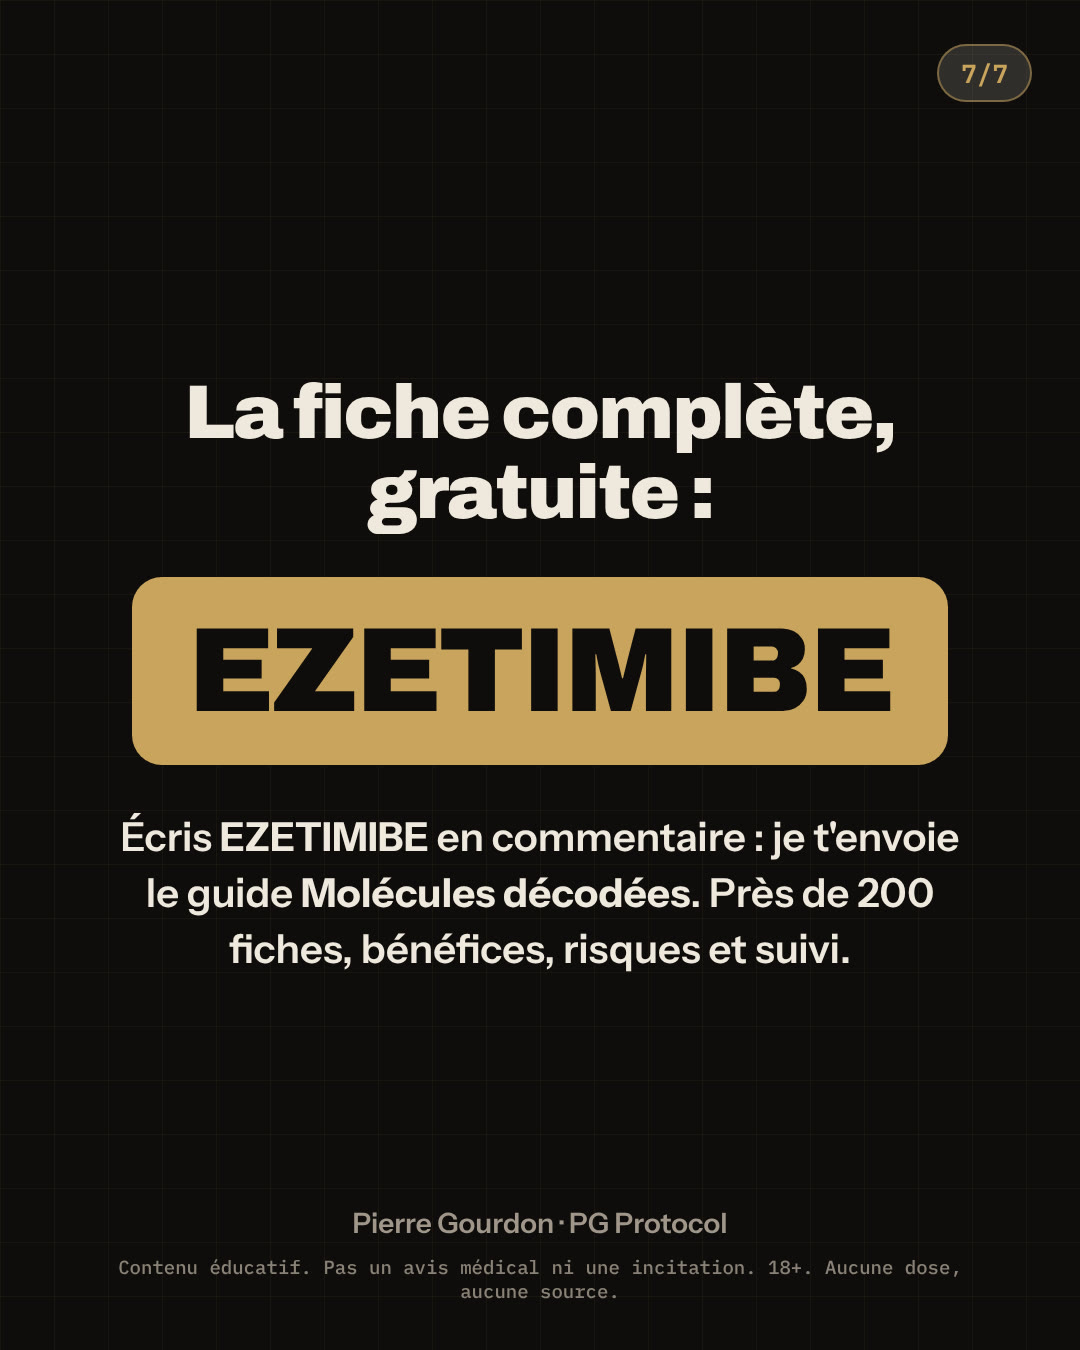 7/7
La fiche complète,
gratuite :
EZETIMIBE
Écris EZETIMIBE en commentaire : je t'envoie
le guide Molécules décodées. Près de 200
fiches, bénéfices, risques et suivi.
Pierre Gourdon · PG Protocol
Contenu éducatif. Pas un avis médical ni une incitation. 18+. Aucune dose,
aucune source.